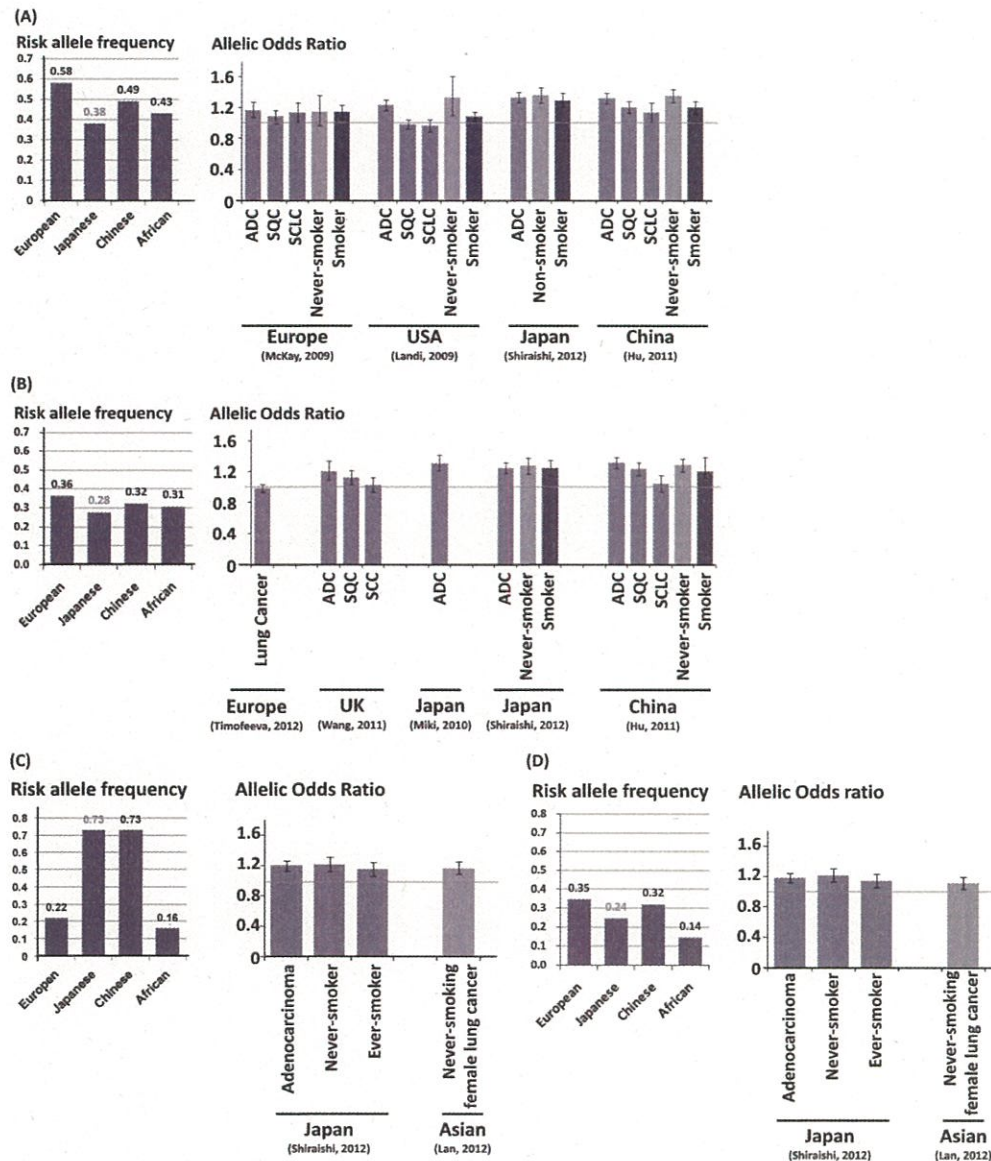 (A)
Risk allele frequency
0.7
0.6
0.5
0.4
0.3
0.2
0.1
0
0.58
0.38
0.49
0.43
European
Japanese
Chinese
African
Allelic Odds Ratio
1.6
1.2
0.8
0.4
0
ADC
SQC
SCLC
Never-smoker
Smoker
ADC
SQC
SCLC
Never-smoker
Smoker
ADC
Non-smoker
Smoker
ADC
SQC
SCLC
Never-smoker
Smoker
Europe
(McKay, 2009)
USA
(Landi, 2009)
Japan
(Shiraishi, 2012)
China
(Hu, 2011)
(B)
Risk allele frequency
0.7
0.6
0.5
0.4
0.3
0.2
0.1
0.0
0.36
0.28
0.32
0.31
European
Japanese
Chinese
African
Allelic Odds Ratio
1.6
1.2
0.8
0.4
0
Lung Cancer
ADC
SQC
SCC
ADC
ADC
Never-smoker
Smoker
ADC
SQC
SCLC
Never-smoker
Smoker
Europe
(Timofeeva, 2012)
UK
(Wang, 2011)
Japan
(Miki, 2010)
Japan
(Shiraishi, 2012)
China
(Hu, 2011)
(C)
Risk allele frequency
0.8
0.7
0.6
0.5
0.4
0.3
0.2
0.1
0
0.22
0.73
0.73
0.16
Europan
Japanese
Chinese
African
Allelic Odds Ratio
1.6
1.2
0.8
0.4
0
Adenocarcinoma
Never-smoker
Ever-smoker
Never-smoking
female lung cancer
Japan
(Shiraishi, 2012)
Asian
(Lan, 2012)
(D)
Risk allele frequency
0.8
0.7
0.6
0.5
0.4
0.3
0.2
0.1
0.0
0.35
0.24
0.32
0.14
European
Japanese
Chinese
African
Allelic Odds ratio
1.6
1.2
0.8
0.4
0
Adenocarcinoma
Never-smoker
Ever-smoker
Never-smoking
female lung cancer
Japan
(Shiraishi, 2012)
Asian
(Lan, 2012)